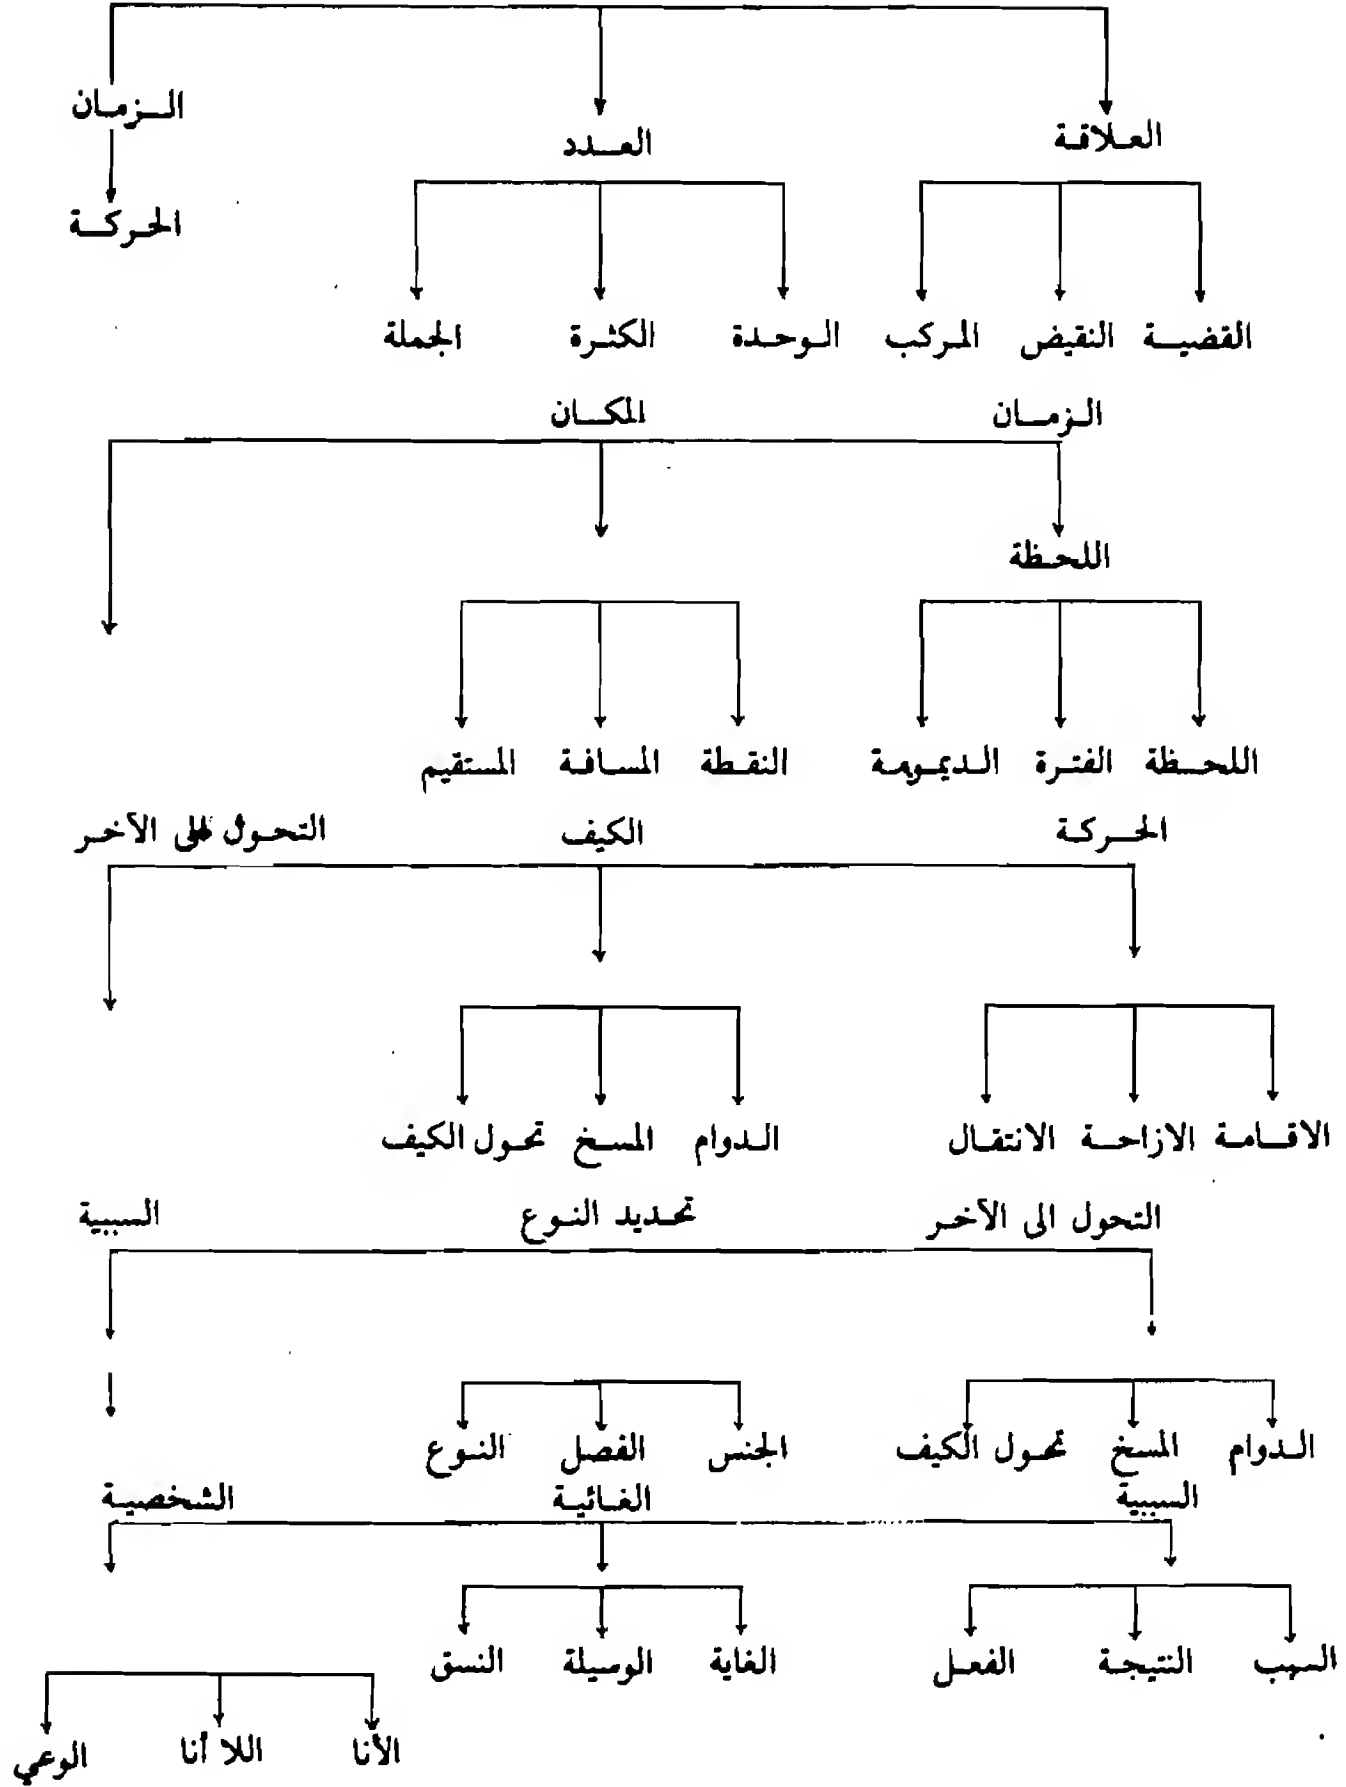 العلاقة العدد الزمان
الحركة
القضية النقيض المركب الوحدة الكثرة الجملة
الزمان المكان
اللحظة
اللحظة الفترة الديمومة النقطة المسافة المستقيم
الحركة الكيف التحول الى الآخر
الاقامة الازاحة الانتقال الدوام المسخ تحول الكيف
التحول الى الآخر تحديد النوع السببية
الدوام المسخ تحول الكيف الجنس الفصل النوع
السببية الغائية الشخصية
السبب النتيجة الفعل الغاية الوسيلة النسق
الأنا اللا أنا الوعي